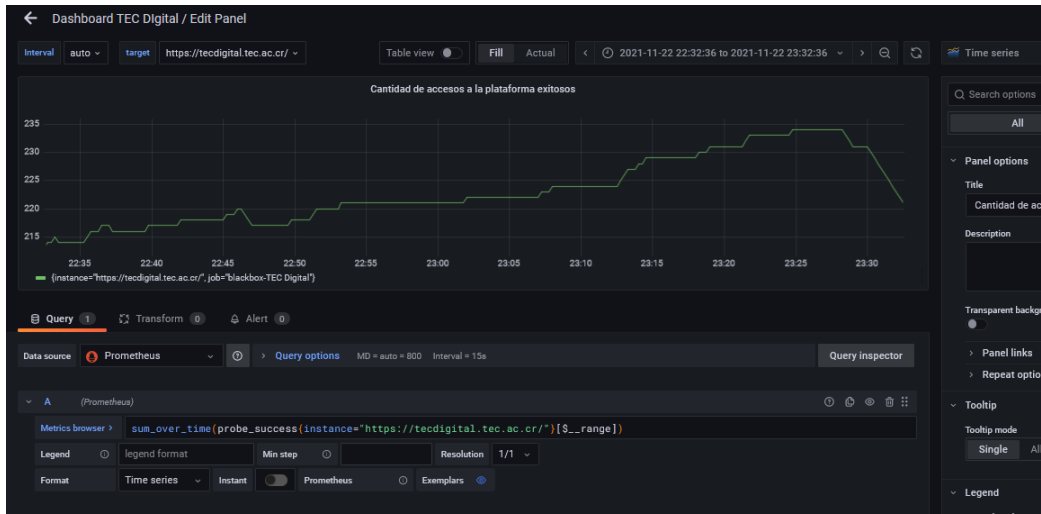 Dashboard TEC DIgital / Edit Panel
Interval auto target https://tecdigital.tec.ac.cr/ Table view Fill Actual 2021-11-22 22:32:36 to 2021-11-22 23:32:36 Time series
Cantidad de accesos a la plataforma exitosos
235
230
225
220
215
22:35 22:40 22:45 22:50 22:55 23:00 23:05 23:10 23:15 23:20 23:25 23:30
{instance="https://tecdigital.tec.ac.cr/", job="blackbox-TEC Digital"}
Search options
All
Panel options
Title
Cantidad de ac
Description
Transparent backgr
Panel links
Repeat optio
Tooltip
Tooltip mode
Single All
Legend
Query 1 Transform 0 Alert 0
Data source Prometheus Query options MD = auto = 800 Interval = 15s Query inspector
A (Prometheus)
Metrics browser > sum_over_time(probe_success{instance="https://tecdigital.tec.ac.cr/"}[$__range])
Legend legend format Min step Resolution 1/1
Format Time series Instant Prometheus Exemplars